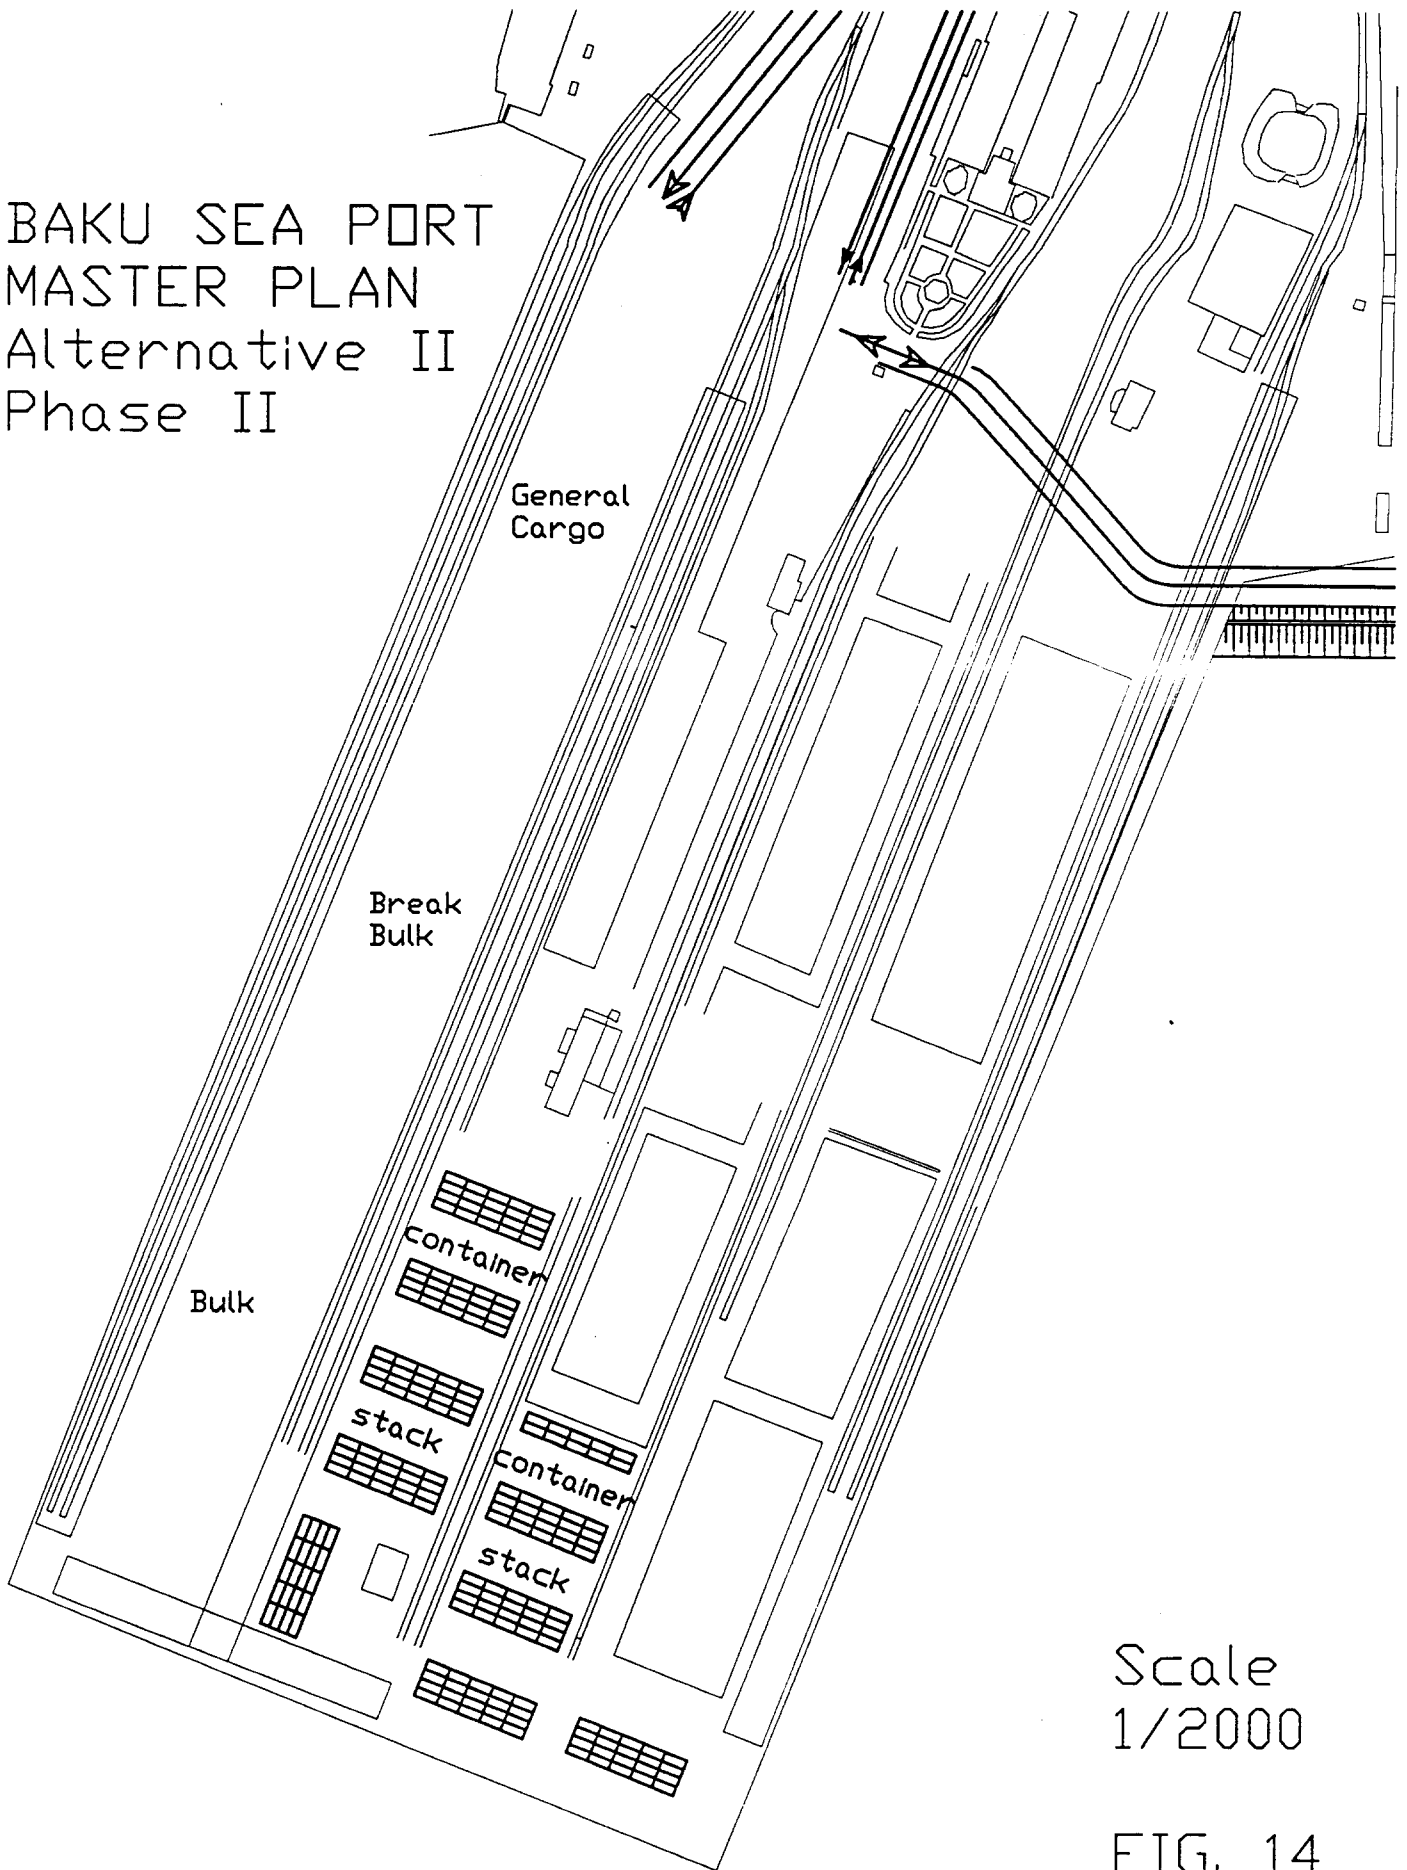 BAKU SEA PORT
MASTER PLAN
Alternative II
Phase II
General
Cargo
Break
Bulk
container
Bulk
stack
container
stack
Scale
1/2000
FIG. 14